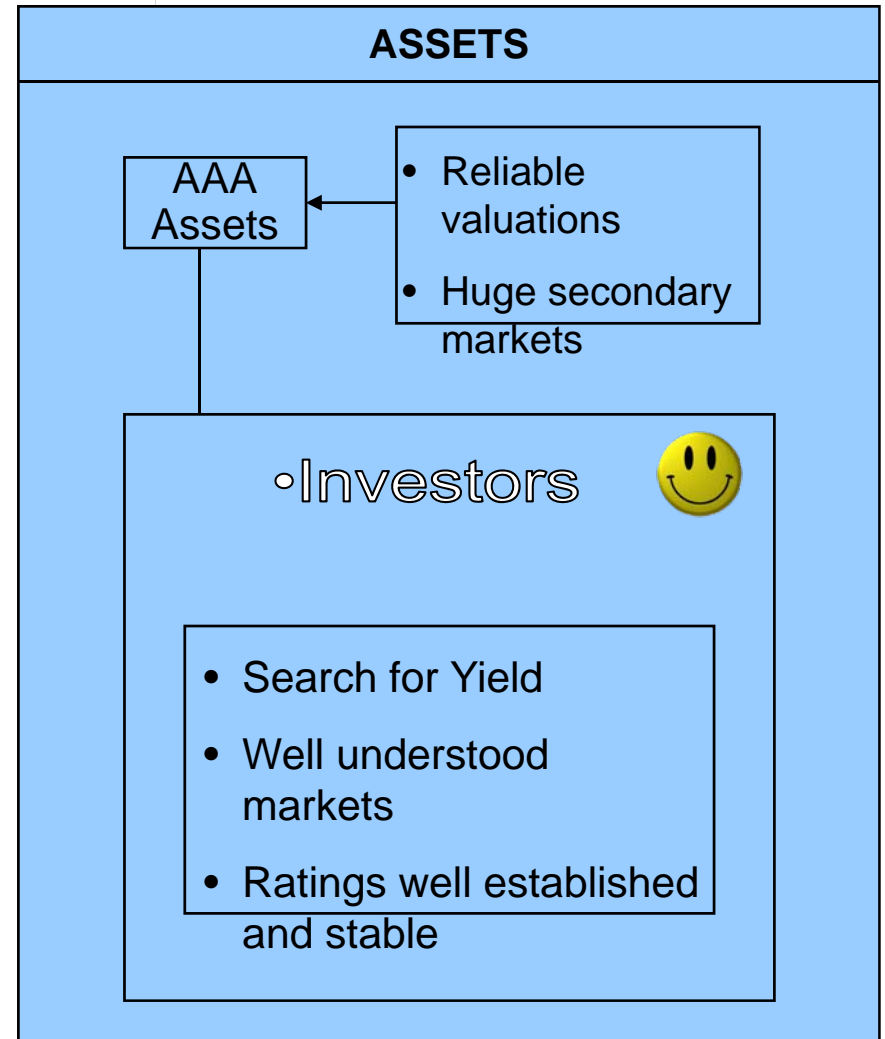 ASSETS
AAA
Assets
• Reliable
valuations
• Huge secondary
markets
•Investors
• Search for Yield
• Well understood
markets
• Ratings well established
and stable